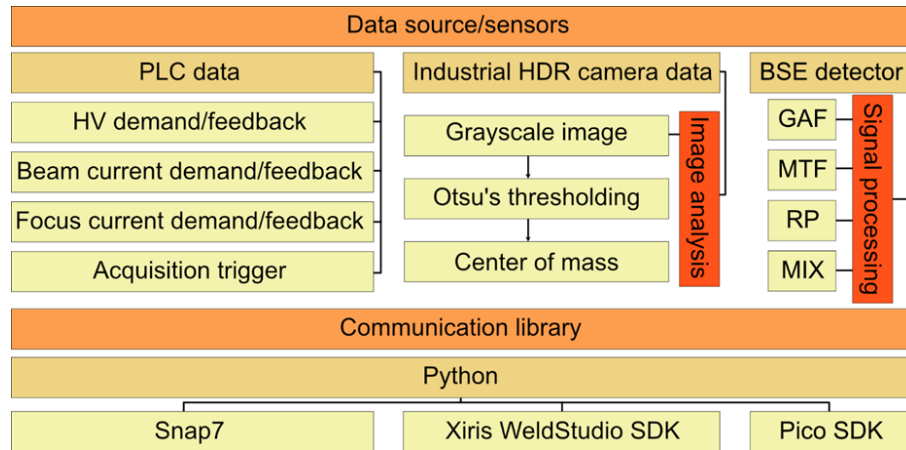 Data source/sensors
PLC data
HV demand/feedback
Beam current demand/feedback
Focus current demand/feedback
Acquisition trigger
Industrial HDR camera data
Grayscale image
Otsu's thresholding
Center of mass
Image analysis
BSE detector
GAF
MTF
RP
MIX
Signal processing
Communication library
Python
Snap7
Xiris WeldStudio SDK
Pico SDK